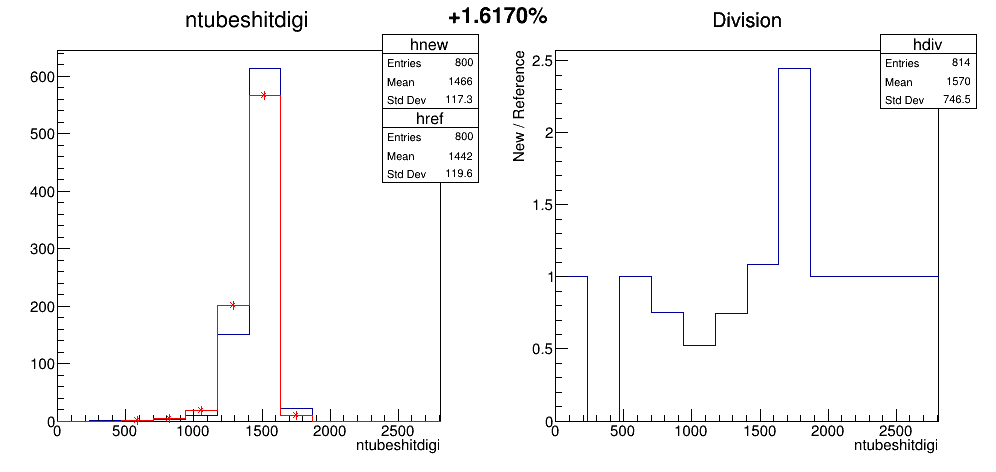 +1.6170%
ntubeshitdigi
hnew
Entries 800
Mean 1466
Std Dev 117.3
href
Entries 800
Mean 1442
Std Dev 119.6
600
500
400
300
200
100
0
0 500 1000 1500 2000 2500
ntubeshitdigi
Division
hdiv
Entries 814
Mean 1570
Std Dev 746.5
New / Reference
2.5
2
1.5
1
0.5
0
0 500 1000 1500 2000 2500
ntubeshitdigi